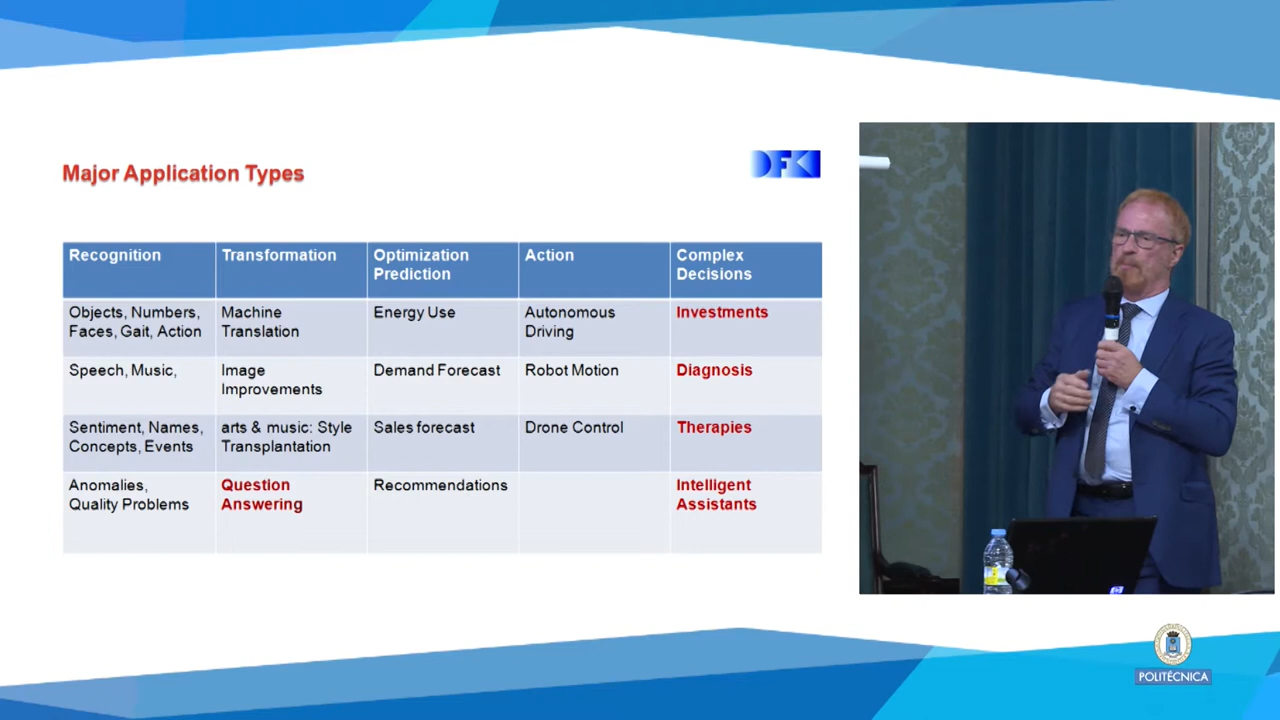 Major Application Types
DFKI
Recognition
Transformation
Optimization
Prediction
Action
Complex
Decisions
Objects, Numbers,
Faces, Gait, Action
Machine
Translation
Energy Use
Autonomous
Driving
Investments
Speech, Music,
Image
Improvements
Demand Forecast
Robot Motion
Diagnosis
Sentiment, Names,
Concepts, Events
arts & music: Style
Transplantation
Sales forecast
Drone Control
Therapies
Anomalies,
Quality Problems
Question
Answering
Recommendations
Intelligent
Assistants
POLITÉCNICA